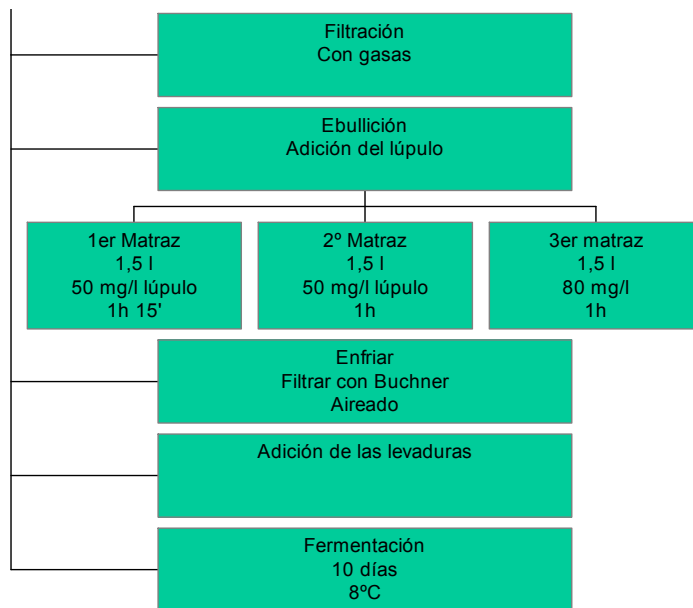 Filtración
Con gasas
Ebullición
Adición del lúpulo
1er Matraz
1,5 l
50 mg/l lúpulo
1h 15'
2º Matraz
1,5 l
50 mg/l lúpulo
1h
3er matraz
1,5 l
80 mg/l
1h
Enfriar
Filtrar con Buchner
Aireado
Adición de las levaduras
Fermentación
10 días
8ºC